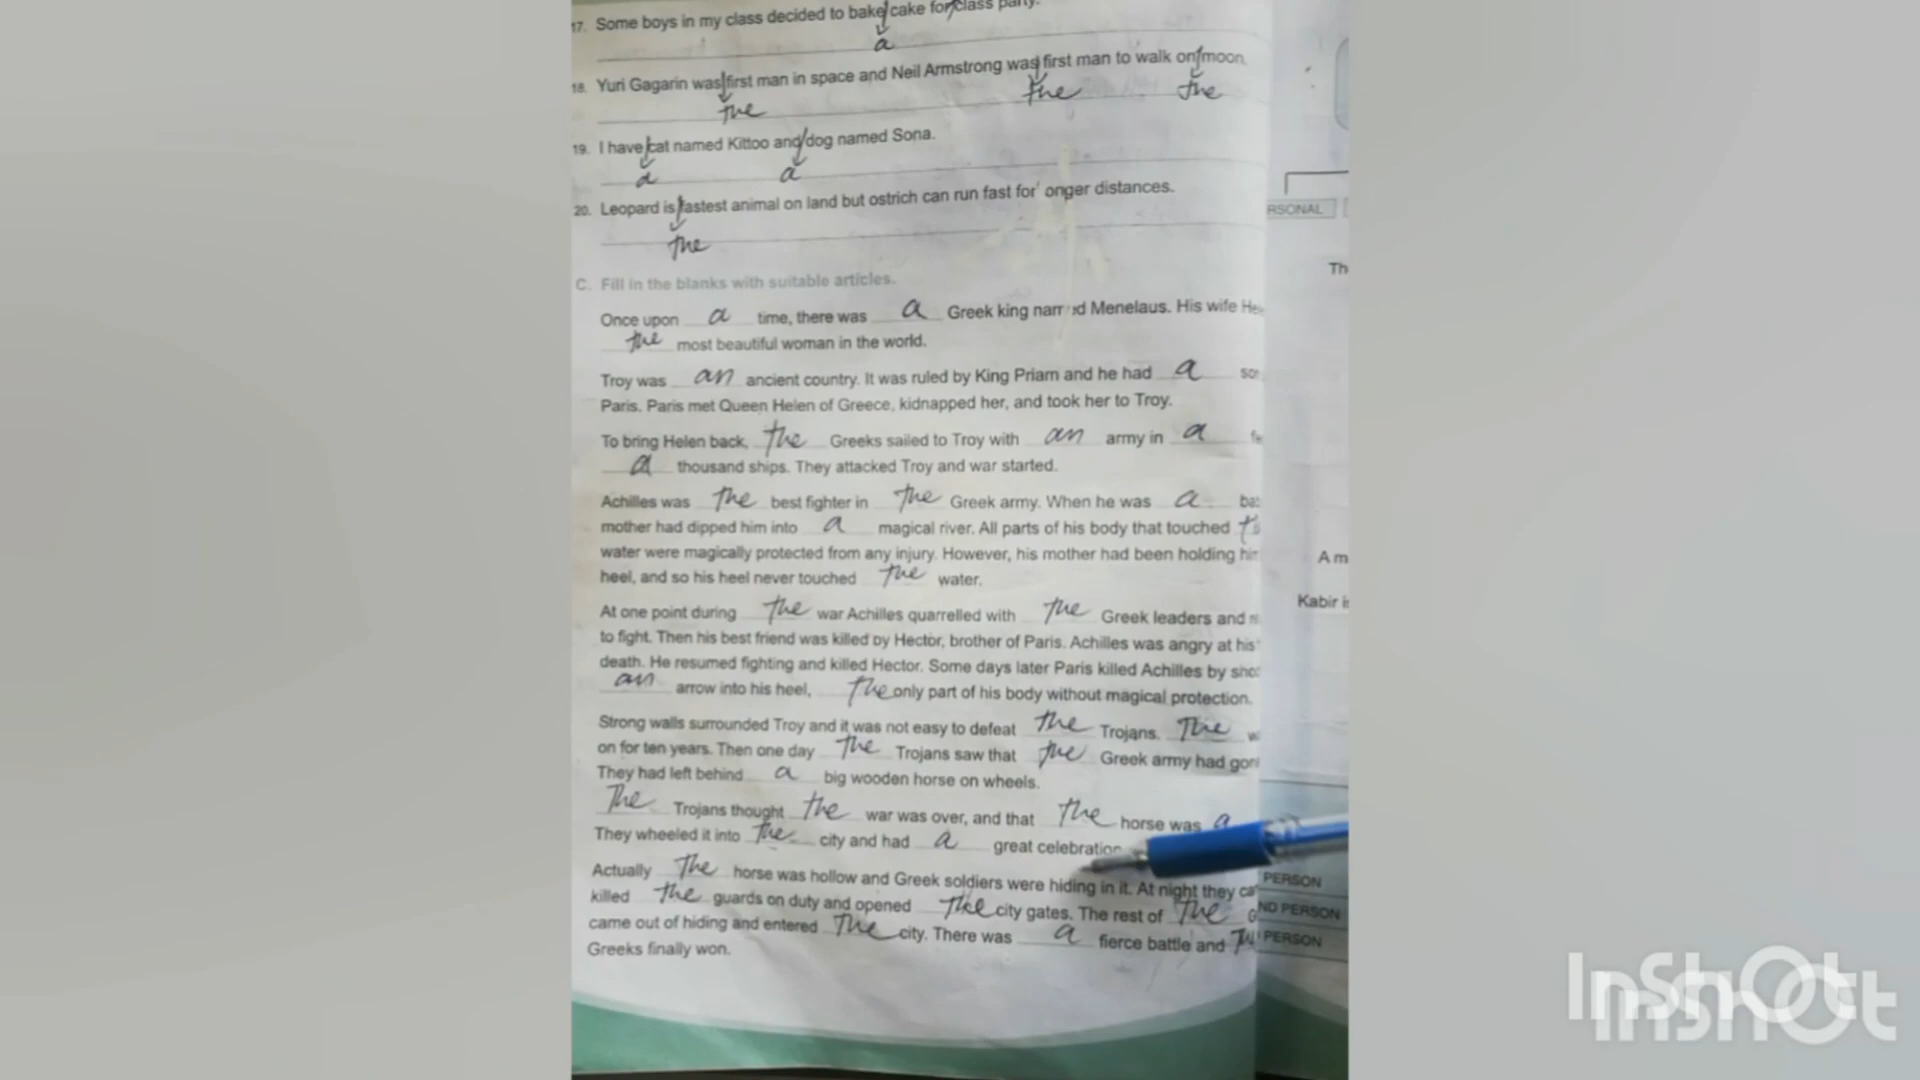 17. Some boys in my class decided to bake cake for class party.
a
18. Yuri Gagarin was first man in space and Neil Armstrong was first man to walk on moon.
the the the
19. I have cat named Kittoo and dog named Sona.
a a
20. Leopard is fastest animal on land but ostrich can run fast for onger distances.
the
C. Fill in the blanks with suitable articles.
Once upon a time, there was a Greek king named Menelaus. His wife He
the most beautiful woman in the world.
Troy was an ancient country. It was ruled by King Priam and he had a so
Paris. Paris met Queen Helen of Greece, kidnapped her, and took her to Troy.
To bring Helen back, the Greeks sailed to Troy with an army in a
a thousand ships. They attacked Troy and war started.
Achilles was the best fighter in the Greek army. When he was a ba
mother had dipped him into a magical river. All parts of his body that touched
water were magically protected from any injury. However, his mother had been holding hi
heel, and so his heel never touched the water.
At one point during the war Achilles quarrelled with the Greek leaders and
to fight. Then his best friend was killed by Hector, brother of Paris. Achilles was angry at his
death. He resumed fighting and killed Hector. Some days later Paris killed Achilles by sho
an arrow into his heel, the only part of his body without magical protection.
Strong walls surrounded Troy and it was not easy to defeat the Trojans. The w
on for ten years. Then one day the Trojans saw that the Greek army had gon
They had left behind a big wooden horse on wheels.
The Trojans thought the war was over, and that the horse was a
They wheeled it into the city and had a great celebration
Actually the horse was hollow and Greek soldiers were hiding in it. At night they ca
killed the guards on duty and opened the city gates. The rest of the G
came out of hiding and entered the city. There was a fierce battle and
Greeks finally won.
RSONAL
Th
A m
Kabir i
PERSON
ND PERSON
PERSON
InShOt